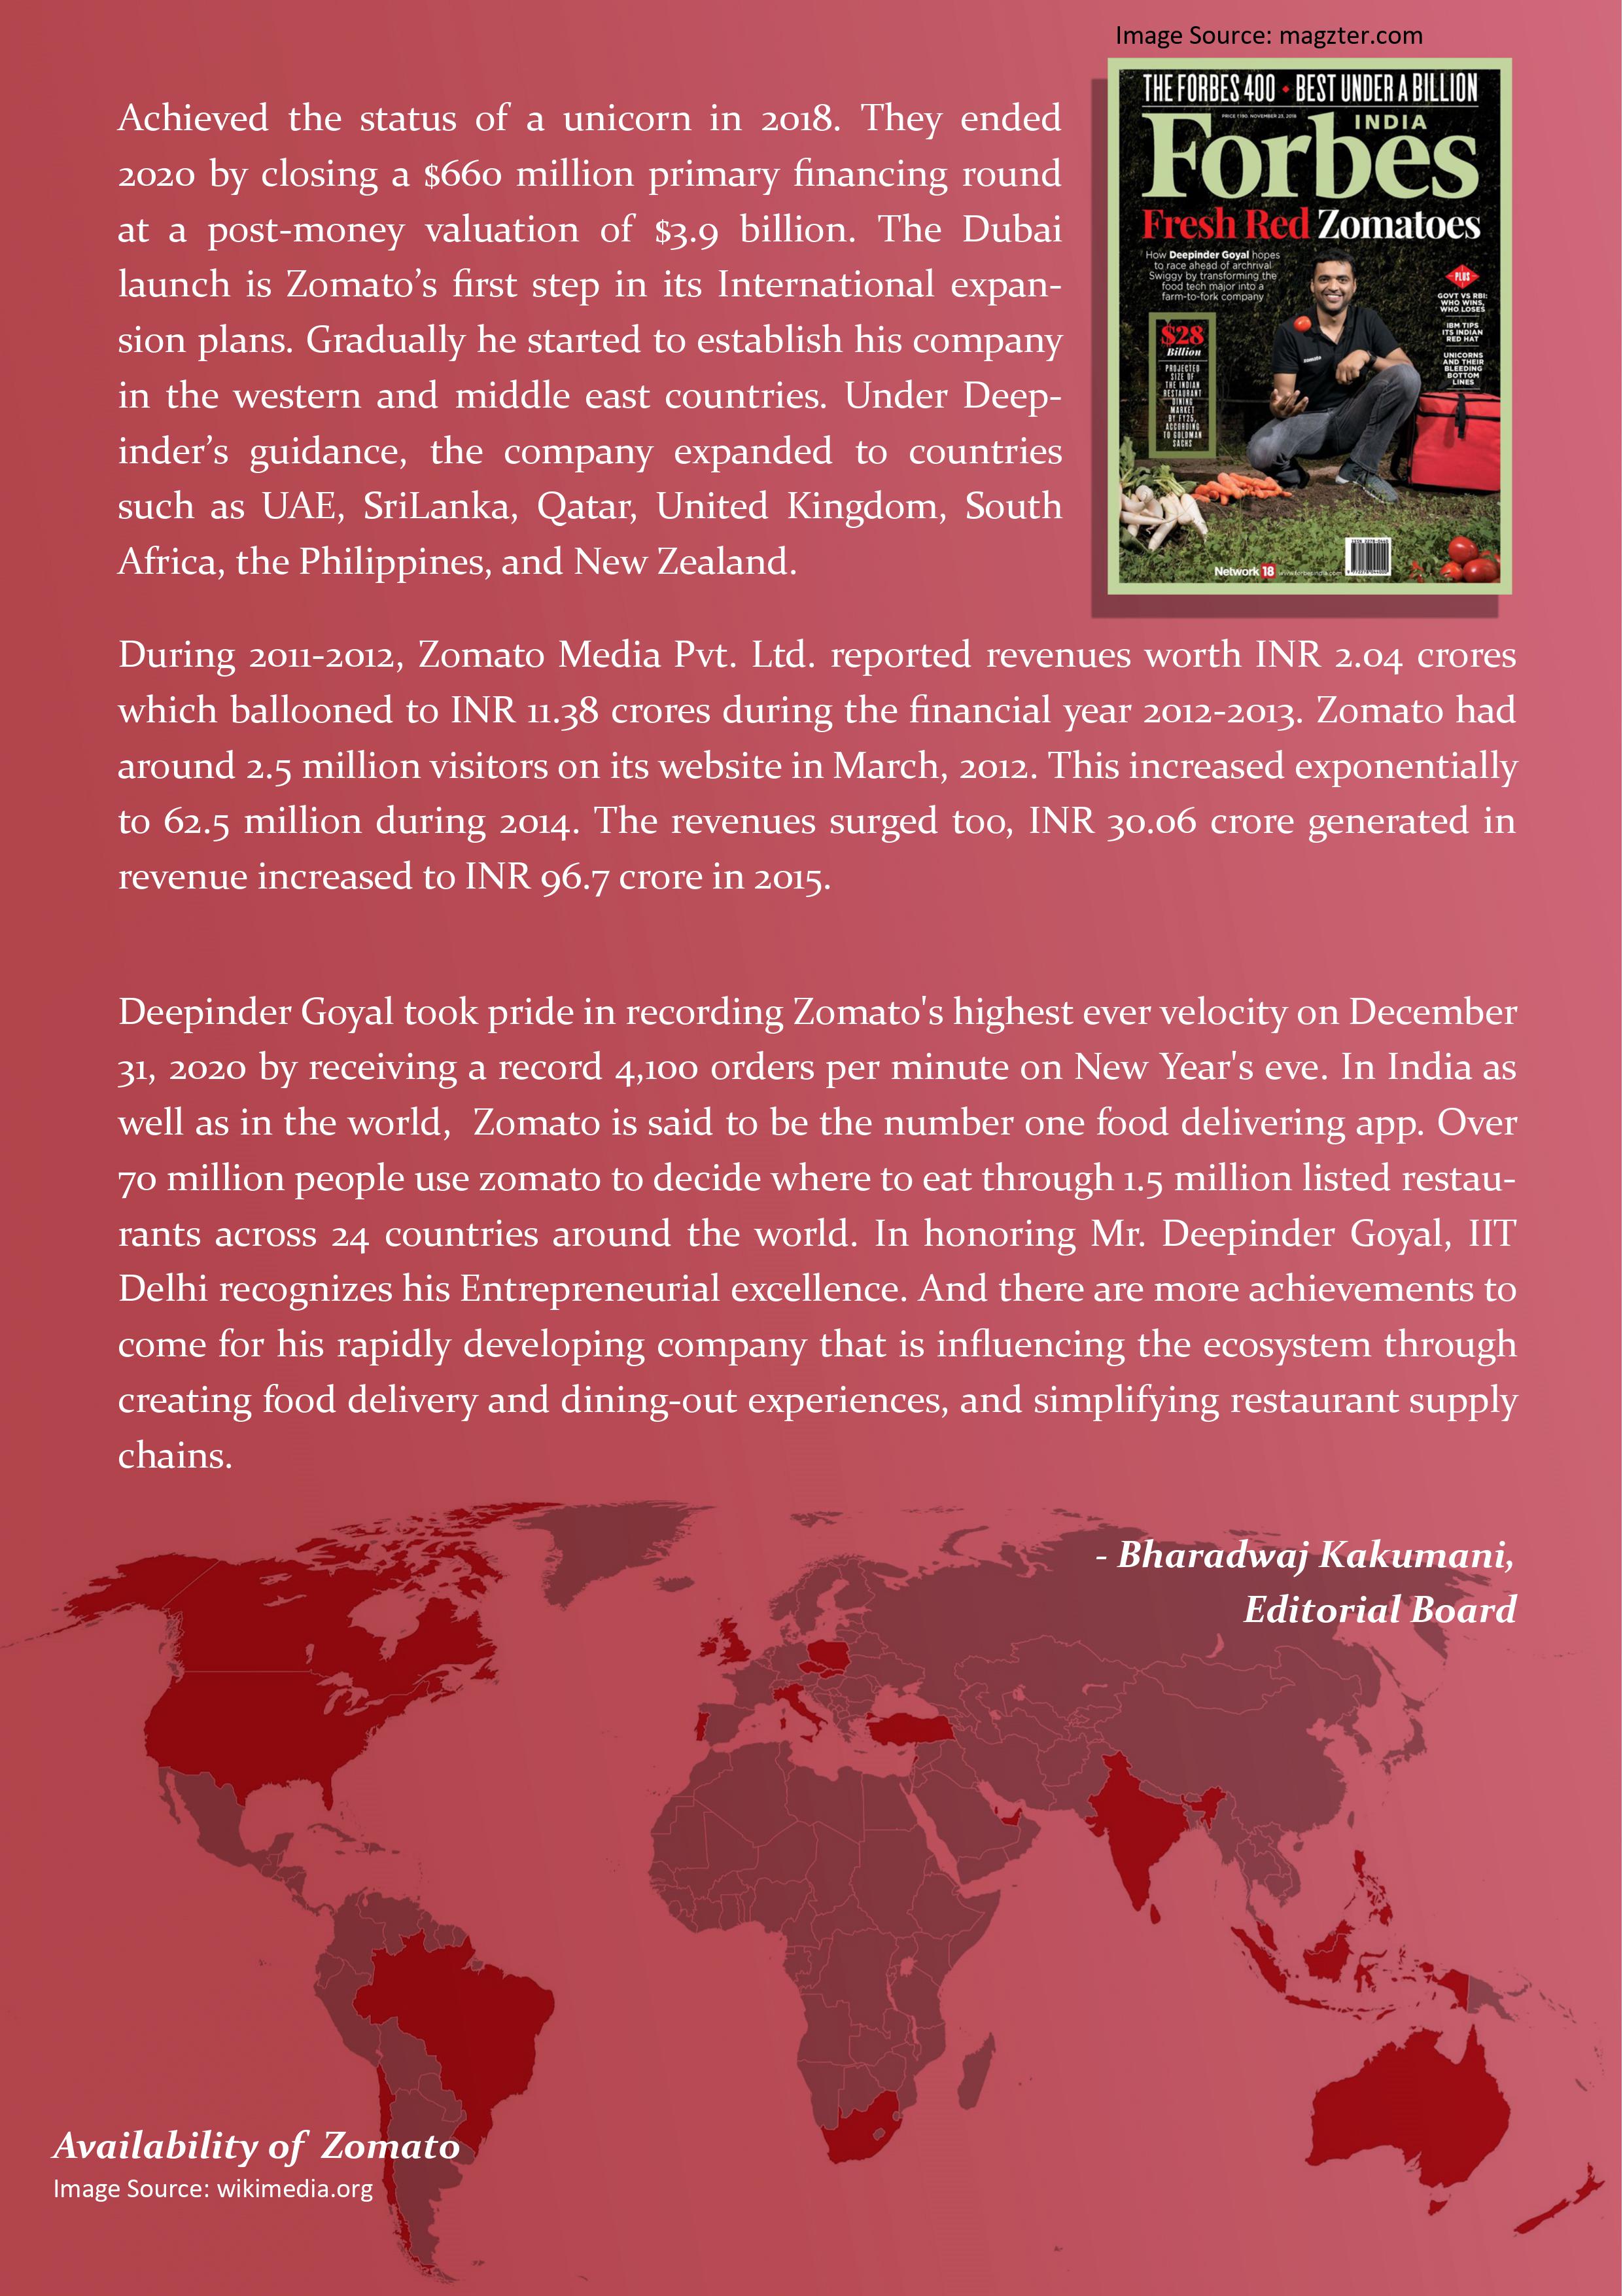 Image Source: magzter.com
THE FORBES 400 • BEST UNDER A BILLION
PRICE ₹190. NOVEMBER 23, 2018
INDIA
Forbes
Fresh Red Zomatoes
How Deepinder Goyal hopes
to race ahead of archrival
Swiggy by transforming the
food tech major into a
farm-to-fork company
$28
Billion
PROJECTED
SIZE OF
THE INDIAN
RESTAURANT
DINING
MARKET
BY FY25,
ACCORDING
TO GOLDMAN
SACHS
PLUS
GOVT VS RBI:
WHO WINS,
WHO LOSES
IBM TIPS
ITS INDIAN
RED HAT
UNICORNS
AND THEIR
BLEEDING
BOTTOM
LINES
zomato
Network 18
Achieved the status of a unicorn in 2018. They ended
2020 by closing a $660 million primary financing round
at a post-money valuation of $3.9 billion. The Dubai
launch is Zomato’s first step in its International expan-
sion plans. Gradually he started to establish his company
in the western and middle east countries. Under Deep-
inder’s guidance, the company expanded to countries
such as UAE, SriLanka, Qatar, United Kingdom, South
Africa, the Philippines, and New Zealand.
During 2011-2012, Zomato Media Pvt. Ltd. reported revenues worth INR 2.04 crores
which ballooned to INR 11.38 crores during the financial year 2012-2013. Zomato had
around 2.5 million visitors on its website in March, 2012. This increased exponentially
to 62.5 million during 2014. The revenues surged too, INR 30.06 crore generated in
revenue increased to INR 96.7 crore in 2015.
Deepinder Goyal took pride in recording Zomato's highest ever velocity on December
31, 2020 by receiving a record 4,100 orders per minute on New Year's eve. In India as
well as in the world, Zomato is said to be the number one food delivering app. Over
70 million people use zomato to decide where to eat through 1.5 million listed restau-
rants across 24 countries around the world. In honoring Mr. Deepinder Goyal, IIT
Delhi recognizes his Entrepreneurial excellence. And there are more achievements to
come for his rapidly developing company that is influencing the ecosystem through
creating food delivery and dining-out experiences, and simplifying restaurant supply
chains.
- Bharadwaj Kakumani,
Editorial Board
Availability of Zomato
Image Source: wikimedia.org